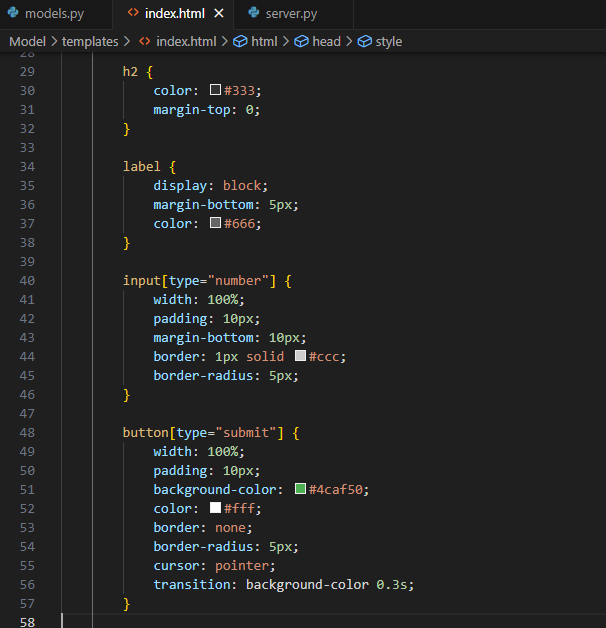 models.py index.html server.py
Model > templates > index.html > html > head > style
28
29 h2 {
30 color: #333;
31 margin-top: 0;
32 }
33
34 label {
35 display: block;
36 margin-bottom: 5px;
37 color: #666;
38 }
39
40 input[type="number"] {
41 width: 100%;
42 padding: 10px;
43 margin-bottom: 10px;
44 border: 1px solid #ccc;
45 border-radius: 5px;
46 }
47
48 button[type="submit"] {
49 width: 100%;
50 padding: 10px;
51 background-color: #4caf50;
52 color: #fff;
53 border: none;
54 border-radius: 5px;
55 cursor: pointer;
56 transition: background-color 0.3s;
57 }
58